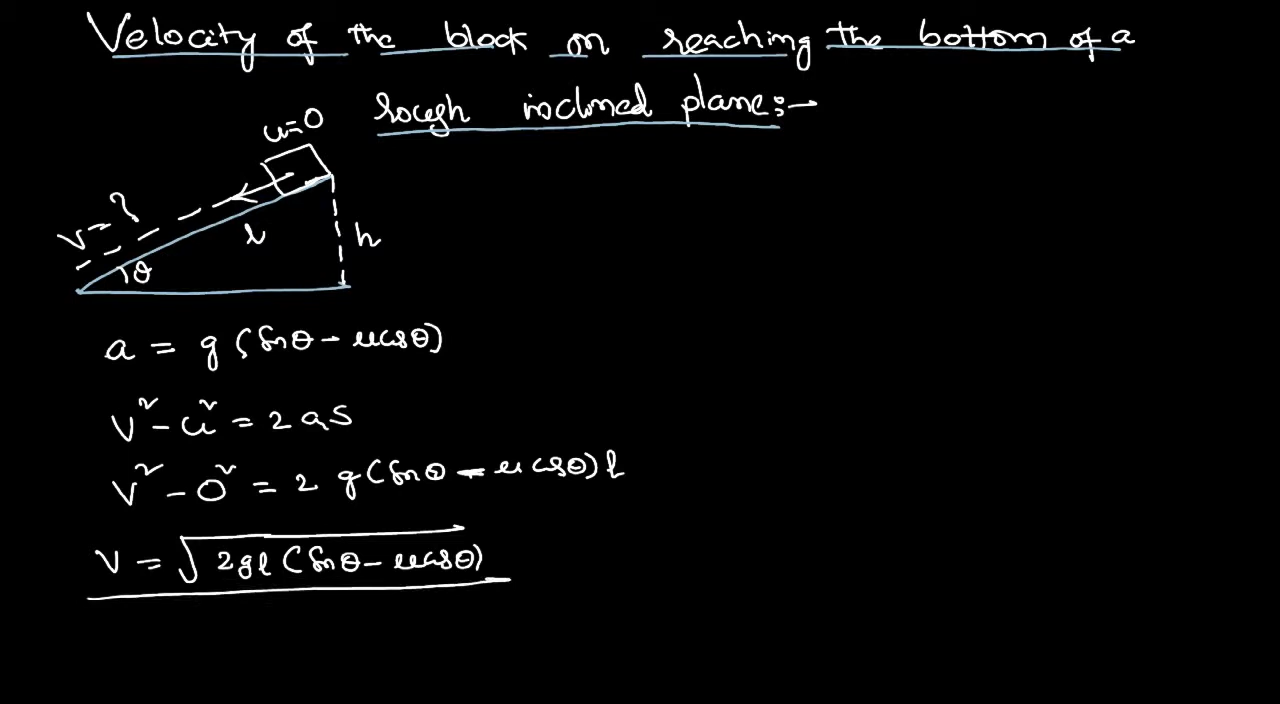 Velocity of the block on reaching the bottom of a
rough inclined plane:→
u=0
v=?
l
h
θ
a = g (sinθ - μcosθ)
v² - u² = 2as
v² - 0² = 2 g(sinθ - μcosθ)l
v = √2gl (sinθ - μcosθ)